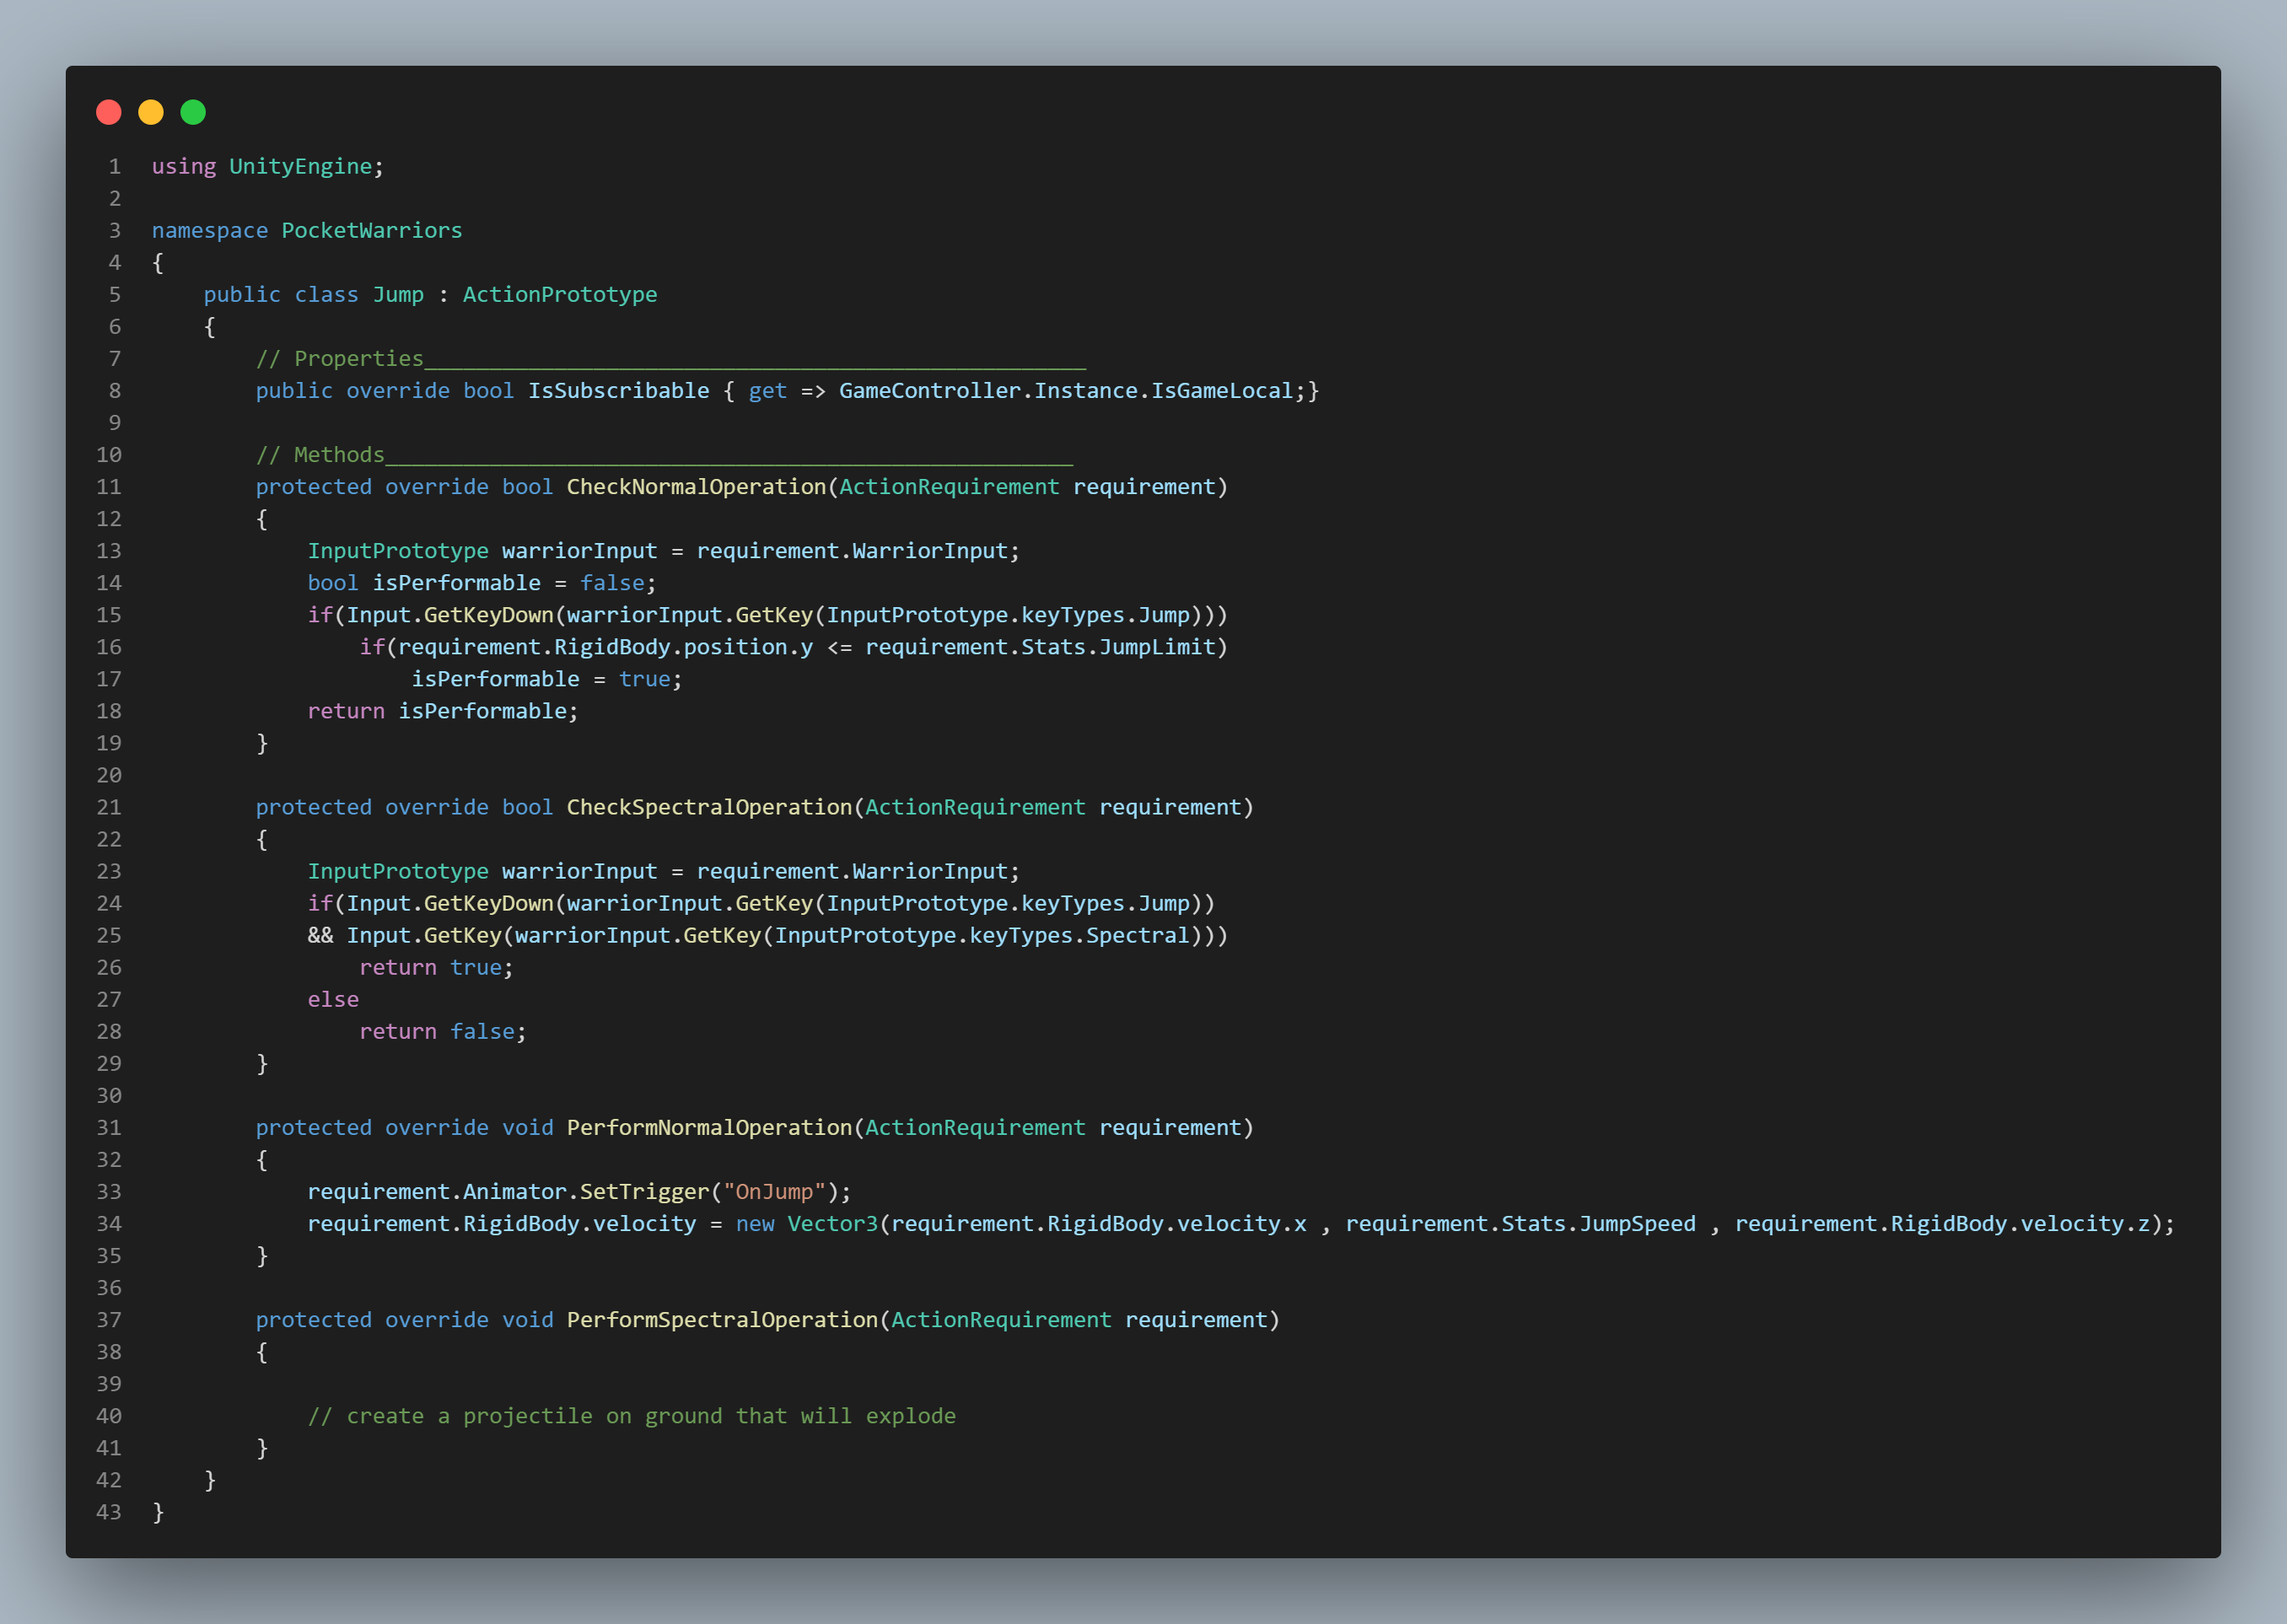 1 using UnityEngine;
2
3 namespace PocketWarriors
4 {
5     public class Jump : ActionPrototype
6     {
7         // Properties___________________________________________________
8         public override bool IsSubscribable { get => GameController.Instance.IsGameLocal;}
9
10         // Methods_____________________________________________________
11         protected override bool CheckNormalOperation(ActionRequirement requirement)
12         {
13             InputPrototype warriorInput = requirement.WarriorInput;
14             bool isPerformable = false;
15             if(Input.GetKeyDown(warriorInput.GetKey(InputPrototype.keyTypes.Jump)))
16                 if(requirement.RigidBody.position.y <= requirement.Stats.JumpLimit)
17                     isPerformable = true;
18             return isPerformable;
19         }
20
21         protected override bool CheckSpectralOperation(ActionRequirement requirement)
22         {
23             InputPrototype warriorInput = requirement.WarriorInput;
24             if(Input.GetKeyDown(warriorInput.GetKey(InputPrototype.keyTypes.Jump))
25             && Input.GetKey(warriorInput.GetKey(InputPrototype.keyTypes.Spectral)))
26                 return true;
27             else
28                 return false;
29         }
30
31         protected override void PerformNormalOperation(ActionRequirement requirement)
32         {
33             requirement.Animator.SetTrigger("OnJump");
34             requirement.RigidBody.velocity = new Vector3(requirement.RigidBody.velocity.x , requirement.Stats.JumpSpeed , requirement.RigidBody.velocity.z);
35         }
36
37         protected override void PerformSpectralOperation(ActionRequirement requirement)
38         {
39
40             // create a projectile on ground that will explode
41         }
42     }
43 }